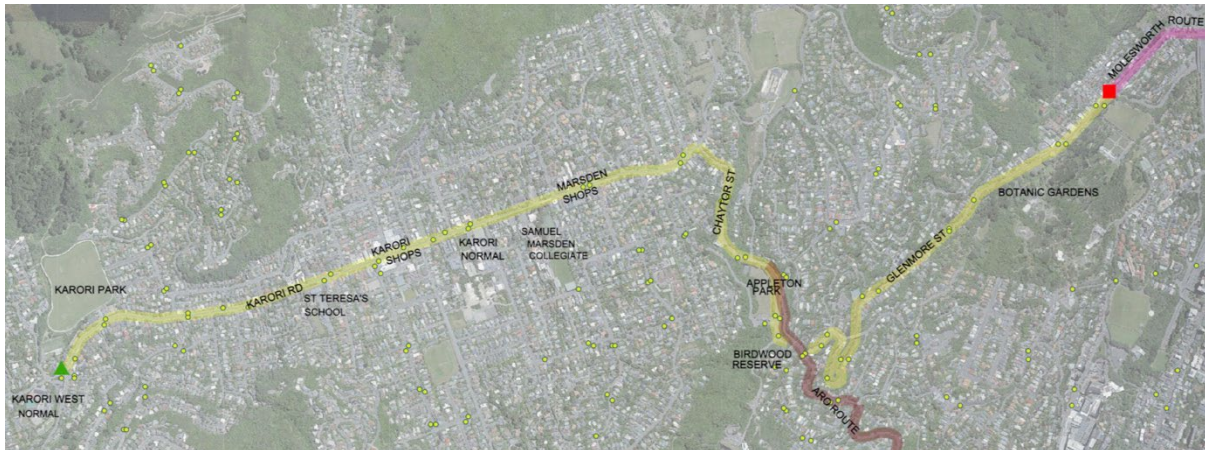 MOLESWORTH ROUTE
BOTANIC GARDENS
GLENMORE ST
CHAYTOR ST
MARSDEN
SHOPS
KARORI
SHOPS
KARORI
NORMAL
SAMUEL
MARSDEN
COLLEGIATE
KARORI PARK
KARORI RD
ST TERESA'S
SCHOOL
APPLETON
PARK
BIRDWOOD
RESERVE
ARO ROUTE
KARORI WEST
NORMAL